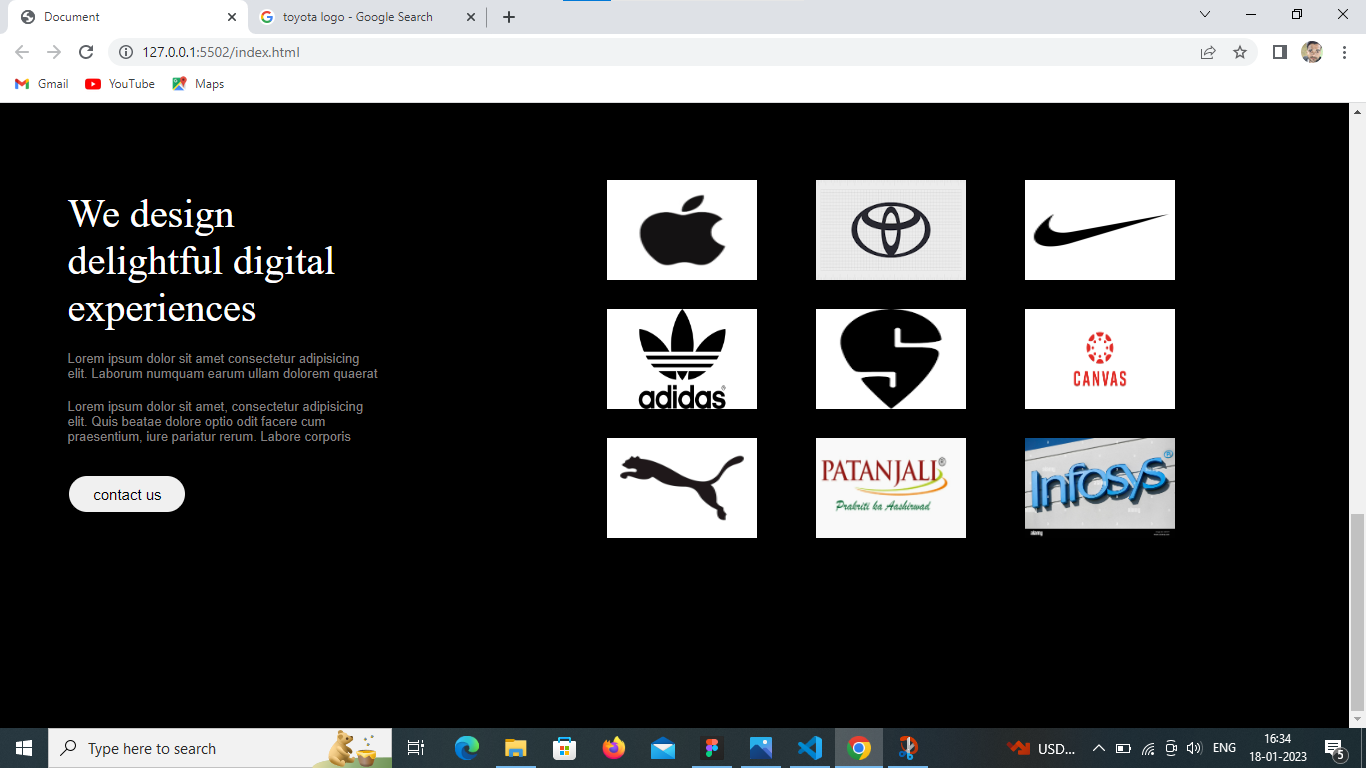 Document
toyota logo - Google Search
127.0.0.1:5502/index.html
Gmail
YouTube
Maps
We design
delightful digital
experiences
Lorem ipsum dolor sit amet consectetur adipisicing
elit. Laborum numquam earum ullam dolorem quaerat
Lorem ipsum dolor sit amet, consectetur adipisicing
elit. Quis beatae dolore optio odit facere cum
praesentium, iure pariatur rerum. Labore corporis
contact us
adidas®
CANVAS
PATANJALI®
Prakriti ka Aashirwad
Infosys®
alamy
Type here to search
USD...
ENG
16:34
18-01-2023
5